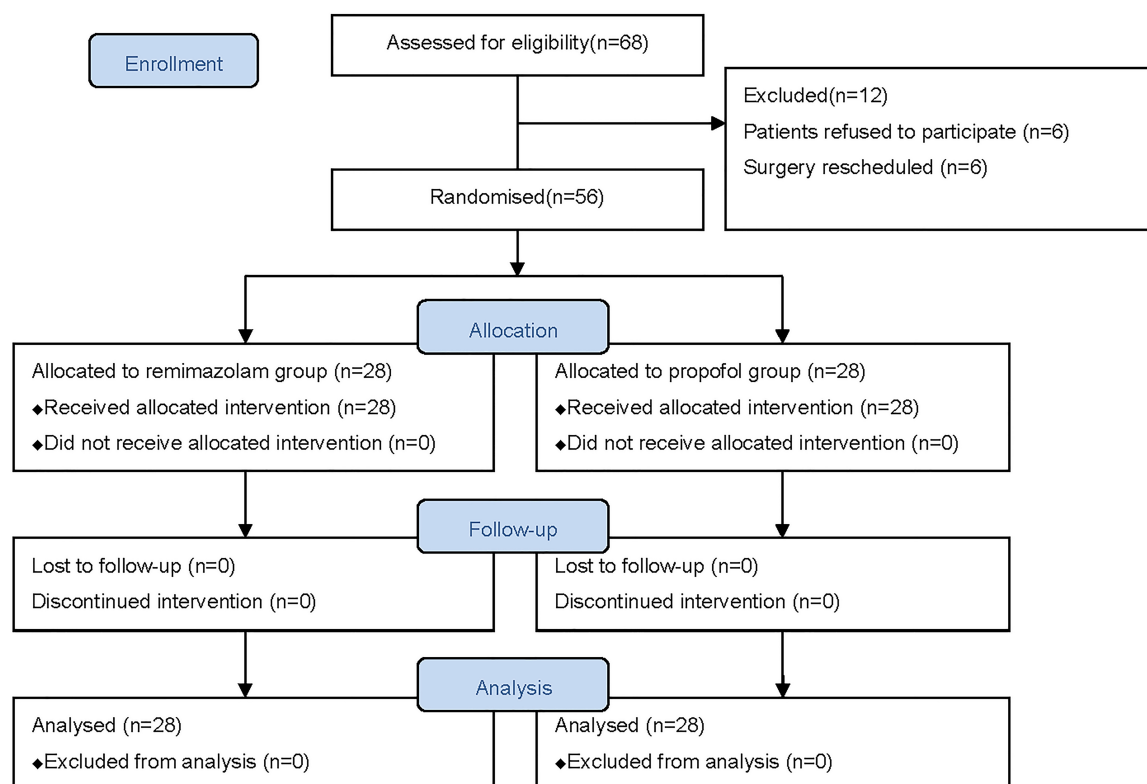 Enrollment
Assessed for eligibility(n=68)
Excluded(n=12)
Patients refused to participate (n=6)
Surgery rescheduled (n=6)
Randomised(n=56)
Allocation
Allocated to remimazolam group (n=28)
◆Received allocated intervention (n=28)
◆Did not receive allocated intervention (n=0)
Allocated to propofol group (n=28)
◆Received allocated intervention (n=28)
◆Did not receive allocated intervention (n=0)
Follow-up
Lost to follow-up (n=0)
Discontinued intervention (n=0)
Lost to follow-up (n=0)
Discontinued intervention (n=0)
Analysis
Analysed (n=28)
◆Excluded from analysis (n=0)
Analysed (n=28)
◆Excluded from analysis (n=0)